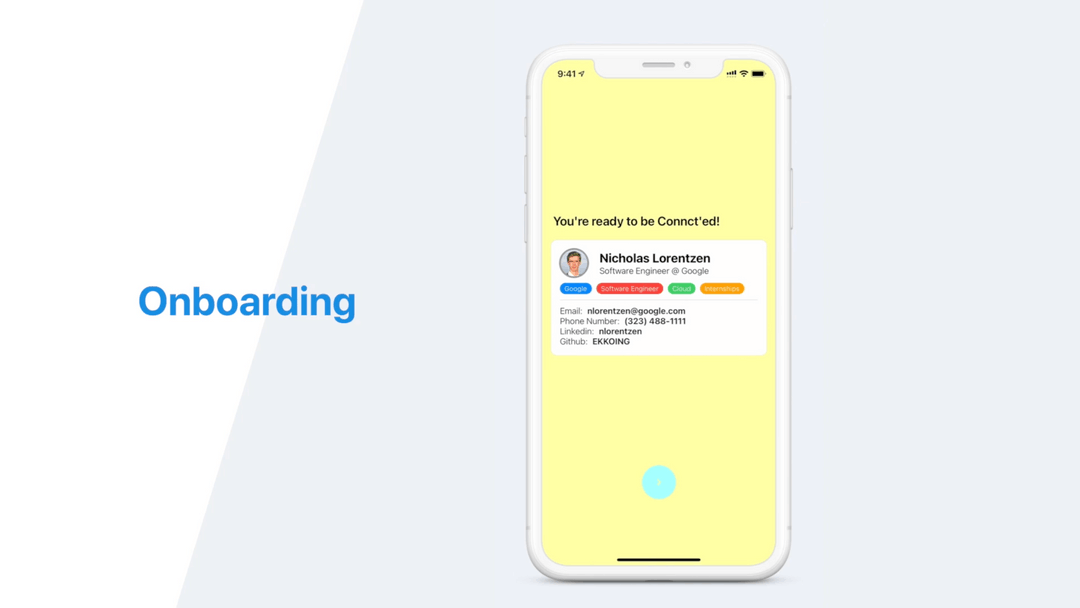 Onboarding
9:41
You're ready to be Connct'ed!
Nicholas Lorentzen
Software Engineer @ Google
Google Software Engineer Cloud Internships
Email: nlorentzen@google.com
Phone Number: (323) 488-1111
Linkedin: nlorentzen
Github: EKKOING